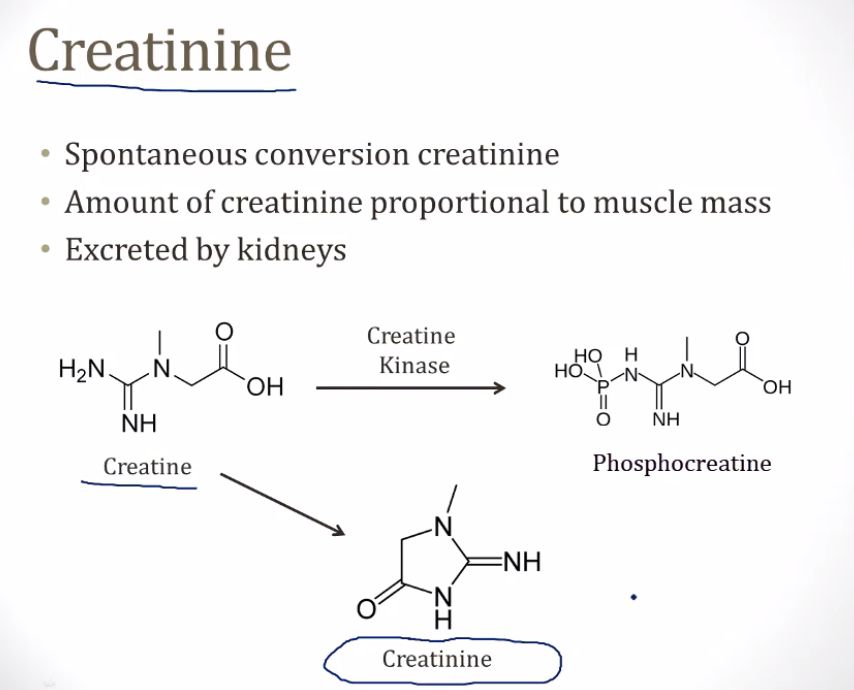 Creatinine
• Spontaneous conversion creatinine
• Amount of creatinine proportional to muscle mass
• Excreted by kidneys
H₂N
N
O
OH
NH
Creatine
Creatine
Kinase
HO
HO
P
O
H
N
N
NH
O
OH
Phosphocreatine
N
NH
N
H
O
Creatinine